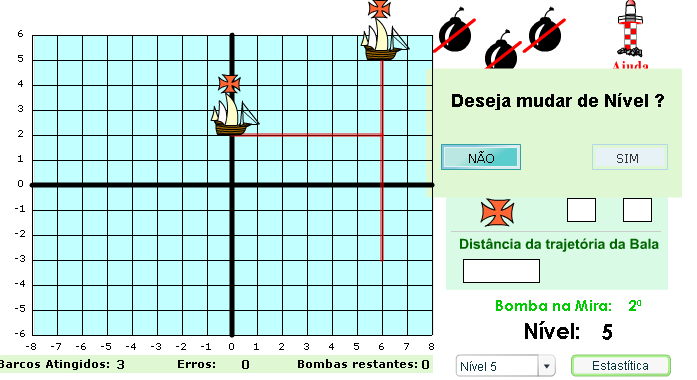 6
5
4
3
2
1
0
-1
-2
-3
-4
-5
-6
-8 -7 -6 -5 -4 -3 -2 -1 0 1 2 3 4 5 6 7 8
Barcos Atingidos: 3 Erros: 0 Bombas restantes: 0
Ajuda
Deseja mudar de Nível ?
NÃO SIM
Distância da trajetória da Bala
Bomba na Mira: 2º
Nível: 5
Nível 5 Estastítica